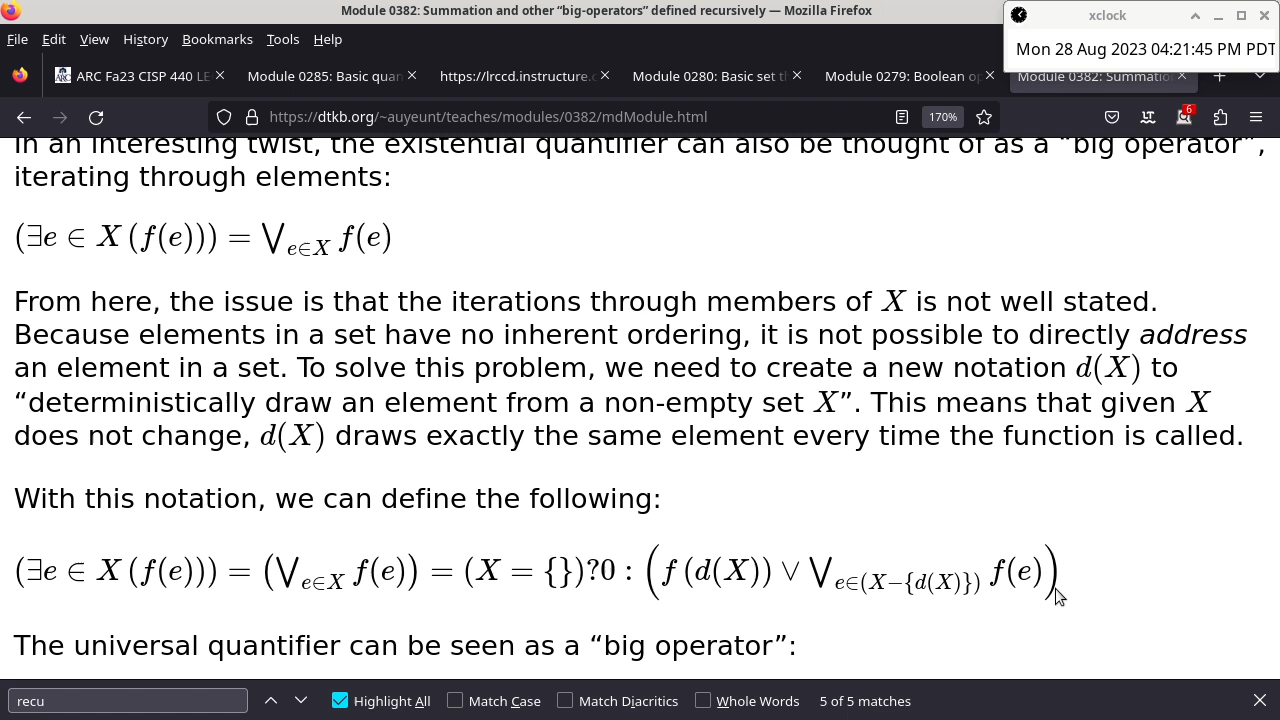 Module 0382: Summation and other “big-operators” defined recursively — Mozilla Firefox
xclock
File Edit View History Bookmarks Tools Help
Mon 28 Aug 2023 04:21:45 PM PDT
ARC Fa23 CISP 440 LE
Module 0285: Basic quan
https://lrccd.instructure.c
Module 0280: Basic set t
Module 0279: Boolean o
Module 0382: Summatio
https://dtkb.org/~auyeunt/teaches/modules/0382/mdModule.html
170%
6
In an interesting twist, the existential quantifier can also be thought of as a “big operator”,
iterating through elements:
(∃e ∈ X (f(e))) = ⋁e∈X f(e)
From here, the issue is that the iterations through members of X is not well stated.
Because elements in a set have no inherent ordering, it is not possible to directly address
an element in a set. To solve this problem, we need to create a new notation d(X) to
“deterministically draw an element from a non-empty set X”. This means that given X
does not change, d(X) draws exactly the same element every time the function is called.
With this notation, we can define the following:
(∃e ∈ X (f(e))) = (⋁e∈X f(e)) = (X = {})?0 : (f (d(X)) ∨ ⋁e∈(X−{d(X)}) f(e))
The universal quantifier can be seen as a “big operator”:
recu
Highlight All
Match Case
Match Diacritics
Whole Words
5 of 5 matches